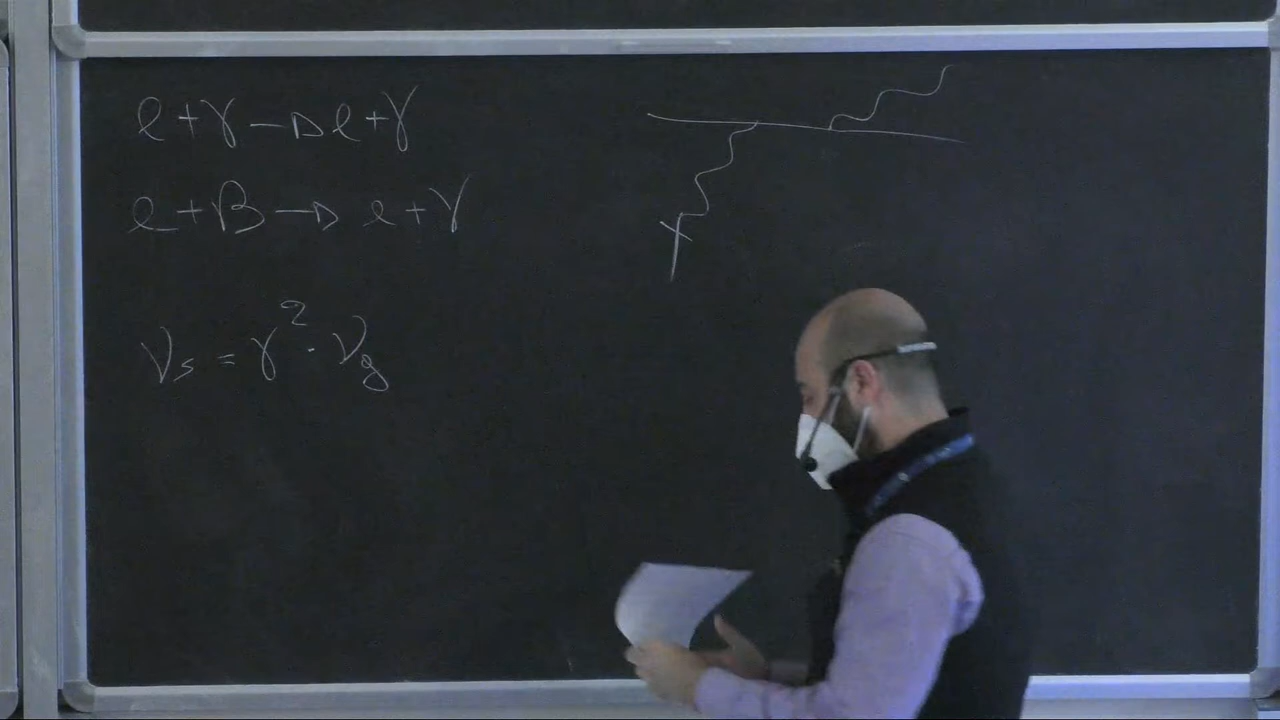 e + γ → e + γ
e + B → e + γ
ν_s = γ² · ν_g